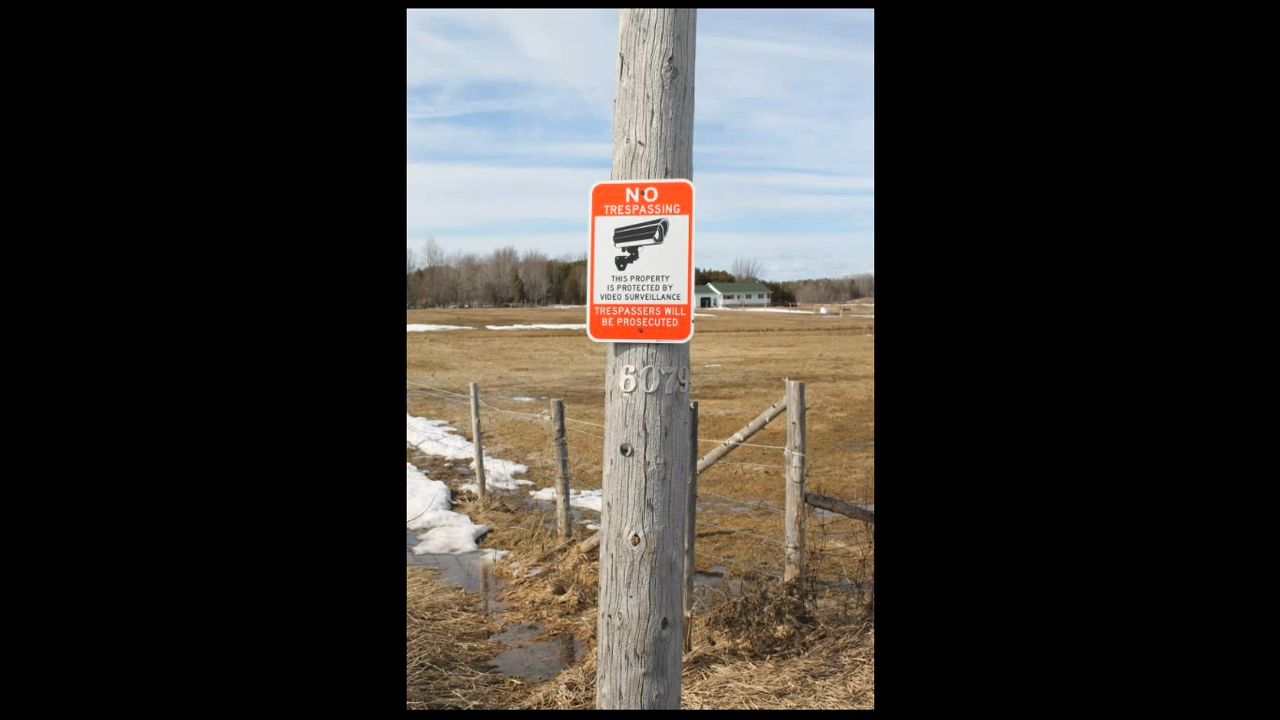 NO
TRESPASSING
THIS PROPERTY
IS PROTECTED BY
VIDEO SURVEILLANCE
TRESPASSERS WILL
BE PROSECUTED
6079